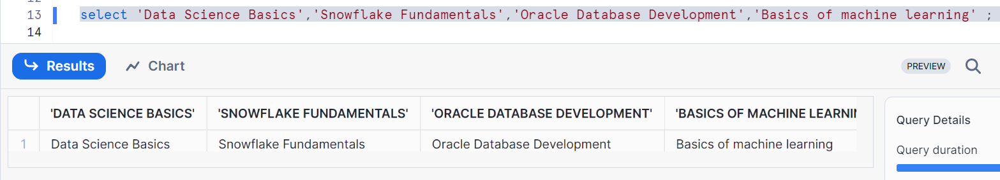 13 select 'Data Science Basics','Snowflake Fundamentals','Oracle Database Development','Basics of machine learning' ;
14
Results Chart PREVIEW
'DATA SCIENCE BASICS' 'SNOWFLAKE FUNDAMENTALS' 'ORACLE DATABASE DEVELOPMENT' 'BASICS OF MACHINE
Query Details
1 Data Science Basics Snowflake Fundamentals Oracle Database Development Basics of machine learning
Query duration